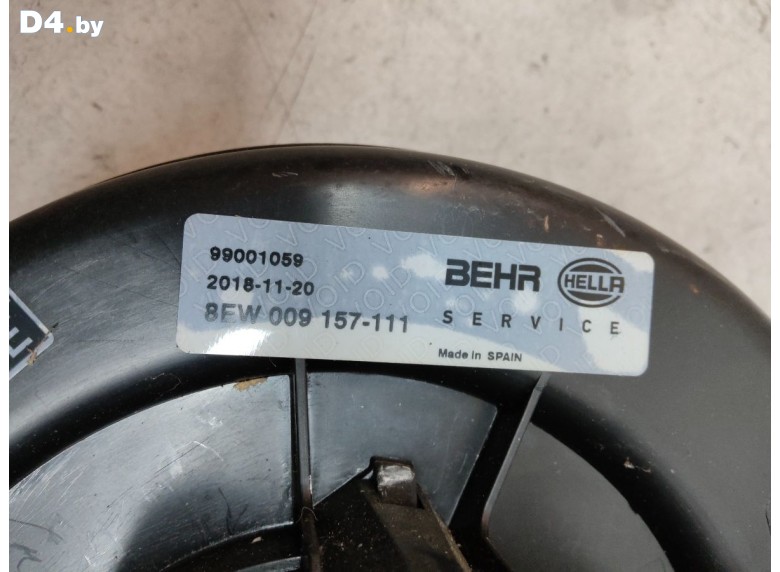 D4.by
99001059
2018-11-20
8EW 009 157-111
BEHR HELLA
SERVICE
Made in SPAIN